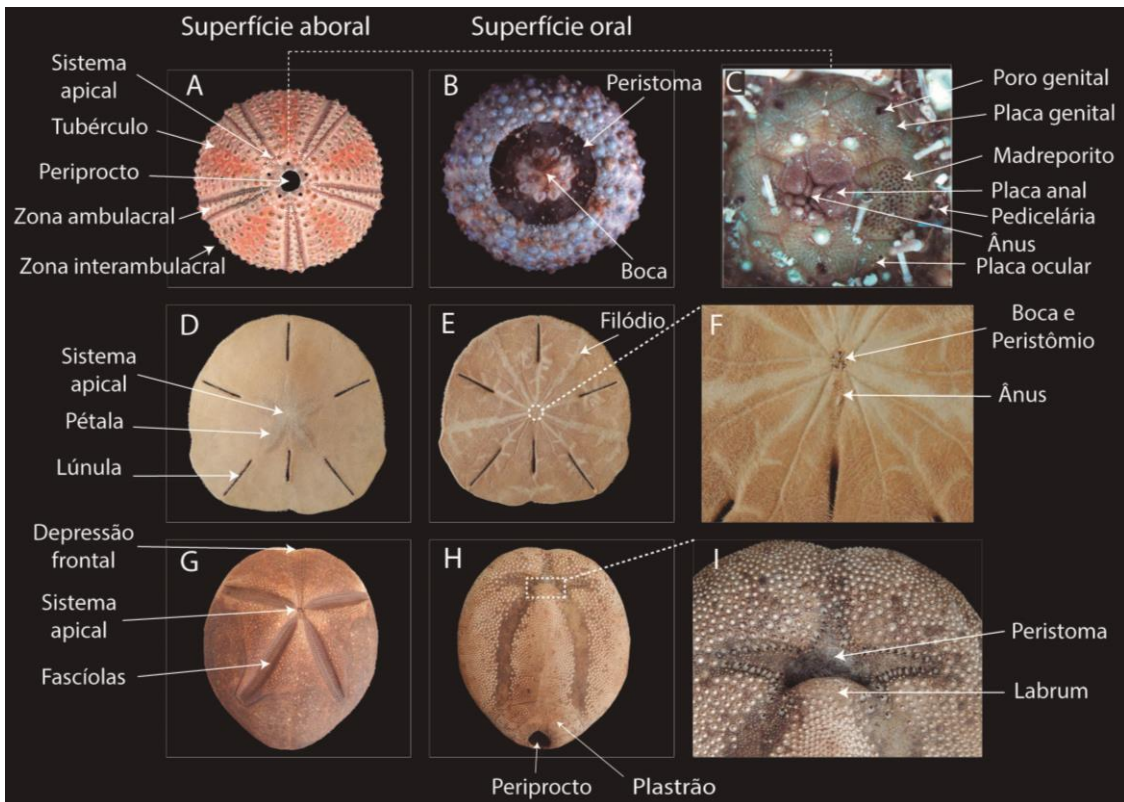 Superfície aboral
Superfície oral
A
Sistema
apical
Tubérculo
Periprocto
Zona ambulacral
Zona interambulacral
B
Peristoma
Boca
C
Poro genital
Placa genital
Madreporito
Placa anal
Pedicelária
Ânus
Placa ocular
D
Sistema
apical
Pétala
Lúnula
E
Filódio
F
Boca e
Peristômio
Ânus
G
Depressão
frontal
Sistema
apical
Fascíolas
H
Periprocto
Plastrão
I
Peristoma
Labrum